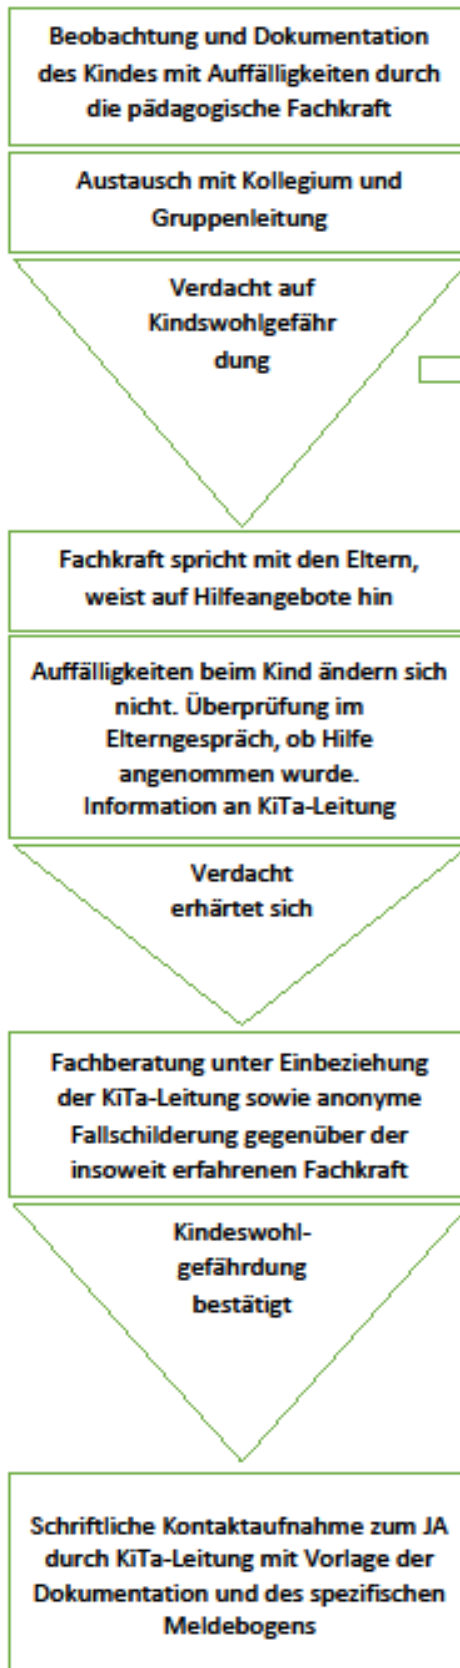 Beobachtung und Dokumentation
des Kindes mit Auffälligkeiten durch
die pädagogische Fachkraft
Austausch mit Kollegium und
Gruppenleitung
Verdacht auf
Kindswohlgefähr
dung
Fachkraft spricht mit den Eltern,
weist auf Hilfeangebote hin
Auffälligkeiten beim Kind ändern sich
nicht. Überprüfung im
Elterngespräch, ob Hilfe
angenommen wurde.
Information an KiTa-Leitung
Verdacht
erhärtet sich
Fachberatung unter Einbeziehung
der KiTa-Leitung sowie anonyme
Fallschilderung gegenüber der
insoweit erfahrenen Fachkraft
Kindeswohl-
gefährdung
bestätigt
Schriftliche Kontaktaufnahme zum JA
durch KiTa-Leitung mit Vorlage der
Dokumentation und des spezifischen
Meldebogens